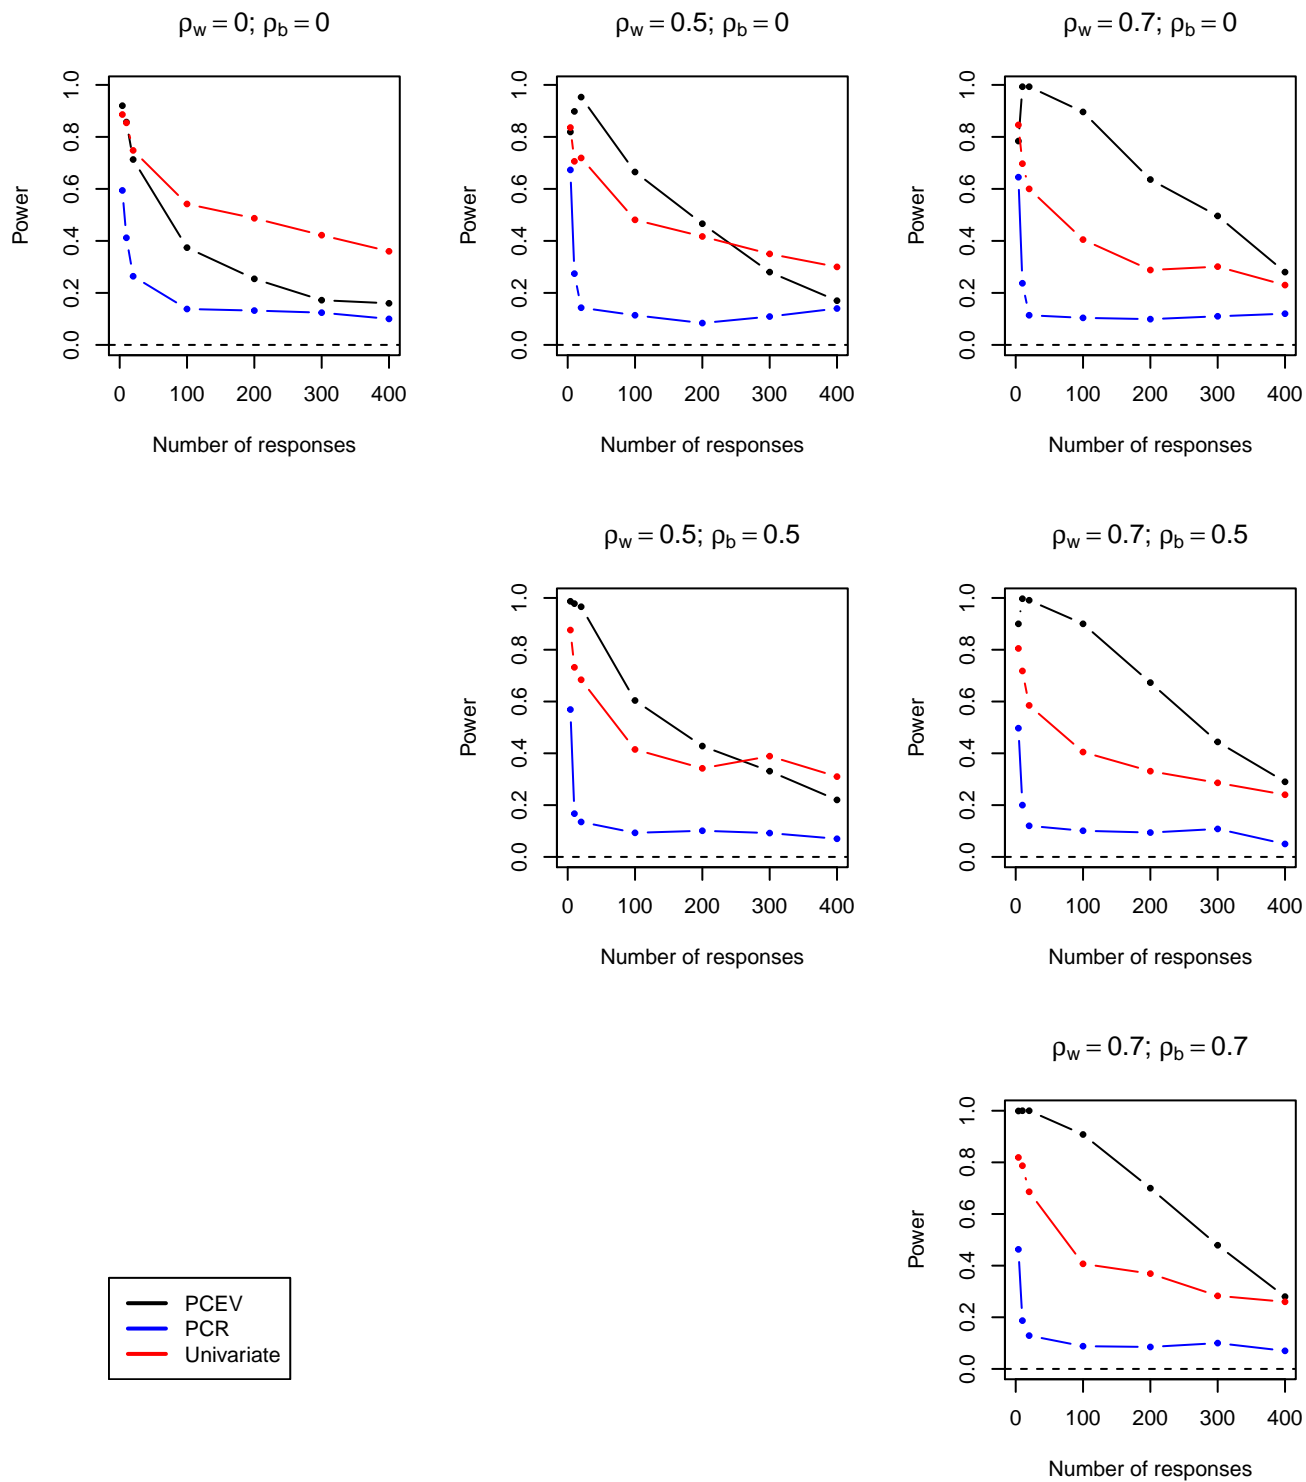 ρw = 0; ρb = 0
1.0
0.8
0.6
0.4
0.2
0.0
Power
0 100 200 300 400
Number of responses
ρw = 0.5; ρb = 0
1.0
0.8
0.6
0.4
0.2
0.0
Power
0 100 200 300 400
Number of responses
ρw = 0.7; ρb = 0
1.0
0.8
0.6
0.4
0.2
0.0
Power
0 100 200 300 400
Number of responses
ρw = 0.5; ρb = 0.5
1.0
0.8
0.6
0.4
0.2
0.0
Power
0 100 200 300 400
Number of responses
ρw = 0.7; ρb = 0.5
1.0
0.8
0.6
0.4
0.2
0.0
Power
0 100 200 300 400
Number of responses
ρw = 0.7; ρb = 0.7
1.0
0.8
0.6
0.4
0.2
0.0
Power
0 100 200 300 400
Number of responses
PCEV
PCR
Univariate